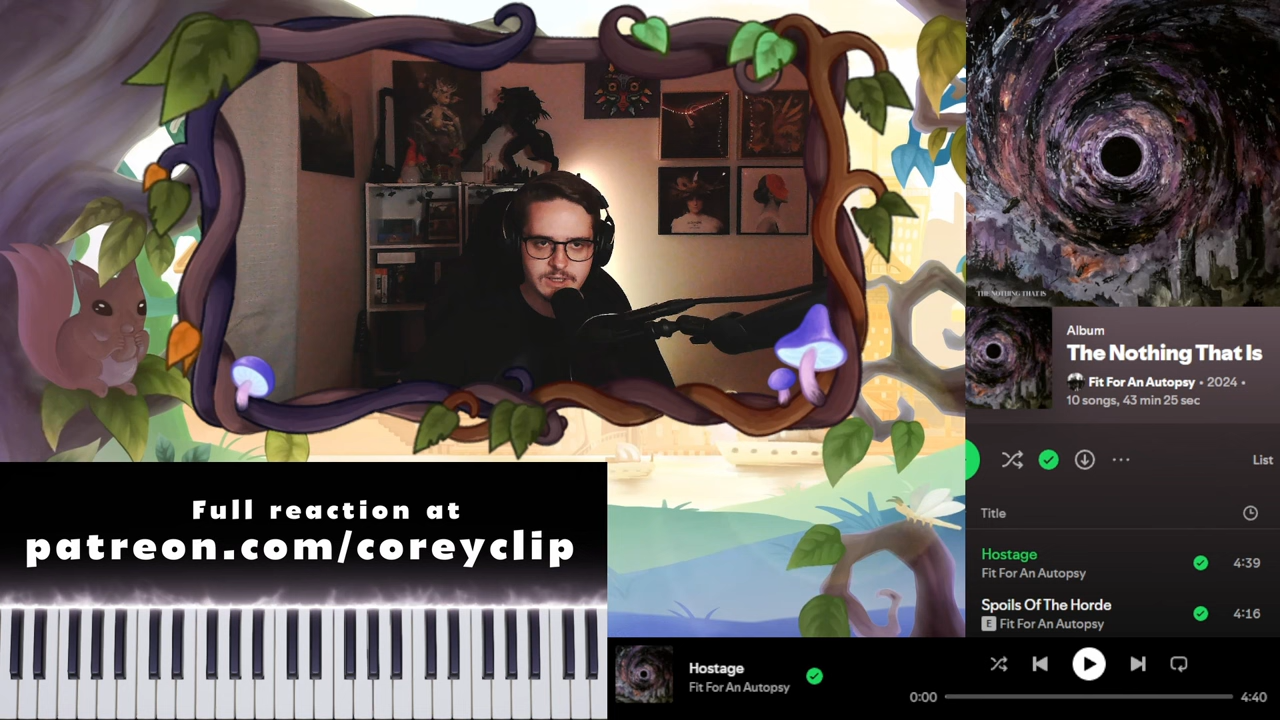 THE NOTHING THAT IS
Album
The Nothing That Is
Fit For An Autopsy • 2024 •
10 songs, 43 min 25 sec
List
Title
Hostage
Fit For An Autopsy
4:39
Spoils Of The Horde
E Fit For An Autopsy
4:16
Full reaction at
patreon.com/coreyclip
Hostage
Fit For An Autopsy
0:00
4:40